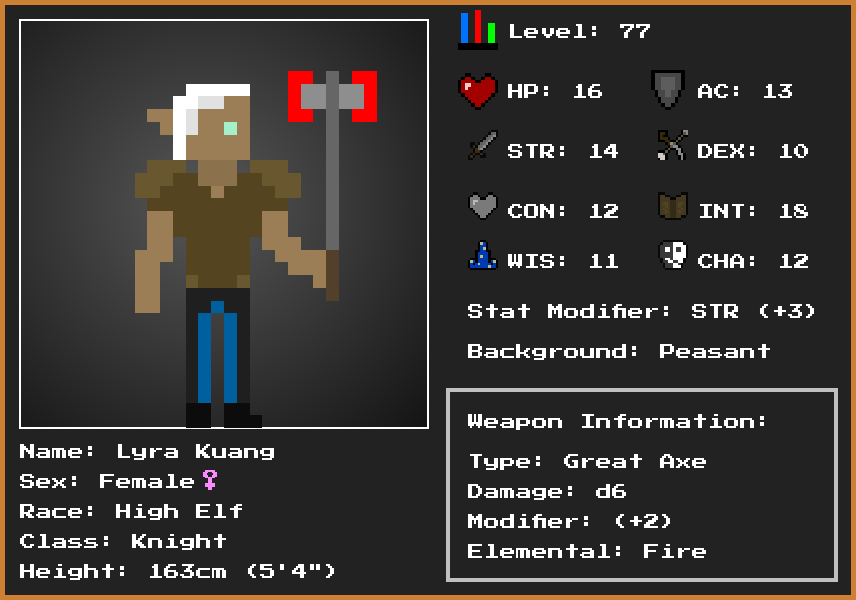 Level: 77
HP: 16 AC: 13
STR: 14 DEX: 10
CON: 12 INT: 18
WIS: 11 CHA: 12
Stat Modifier: STR (+3)
Background: Peasant
Weapon Information:
Type: Great Axe
Damage: d6
Modifier: (+2)
Elemental: Fire
Name: Lyra Kuang
Sex: Female♀
Race: High Elf
Class: Knight
Height: 163cm (5'4")